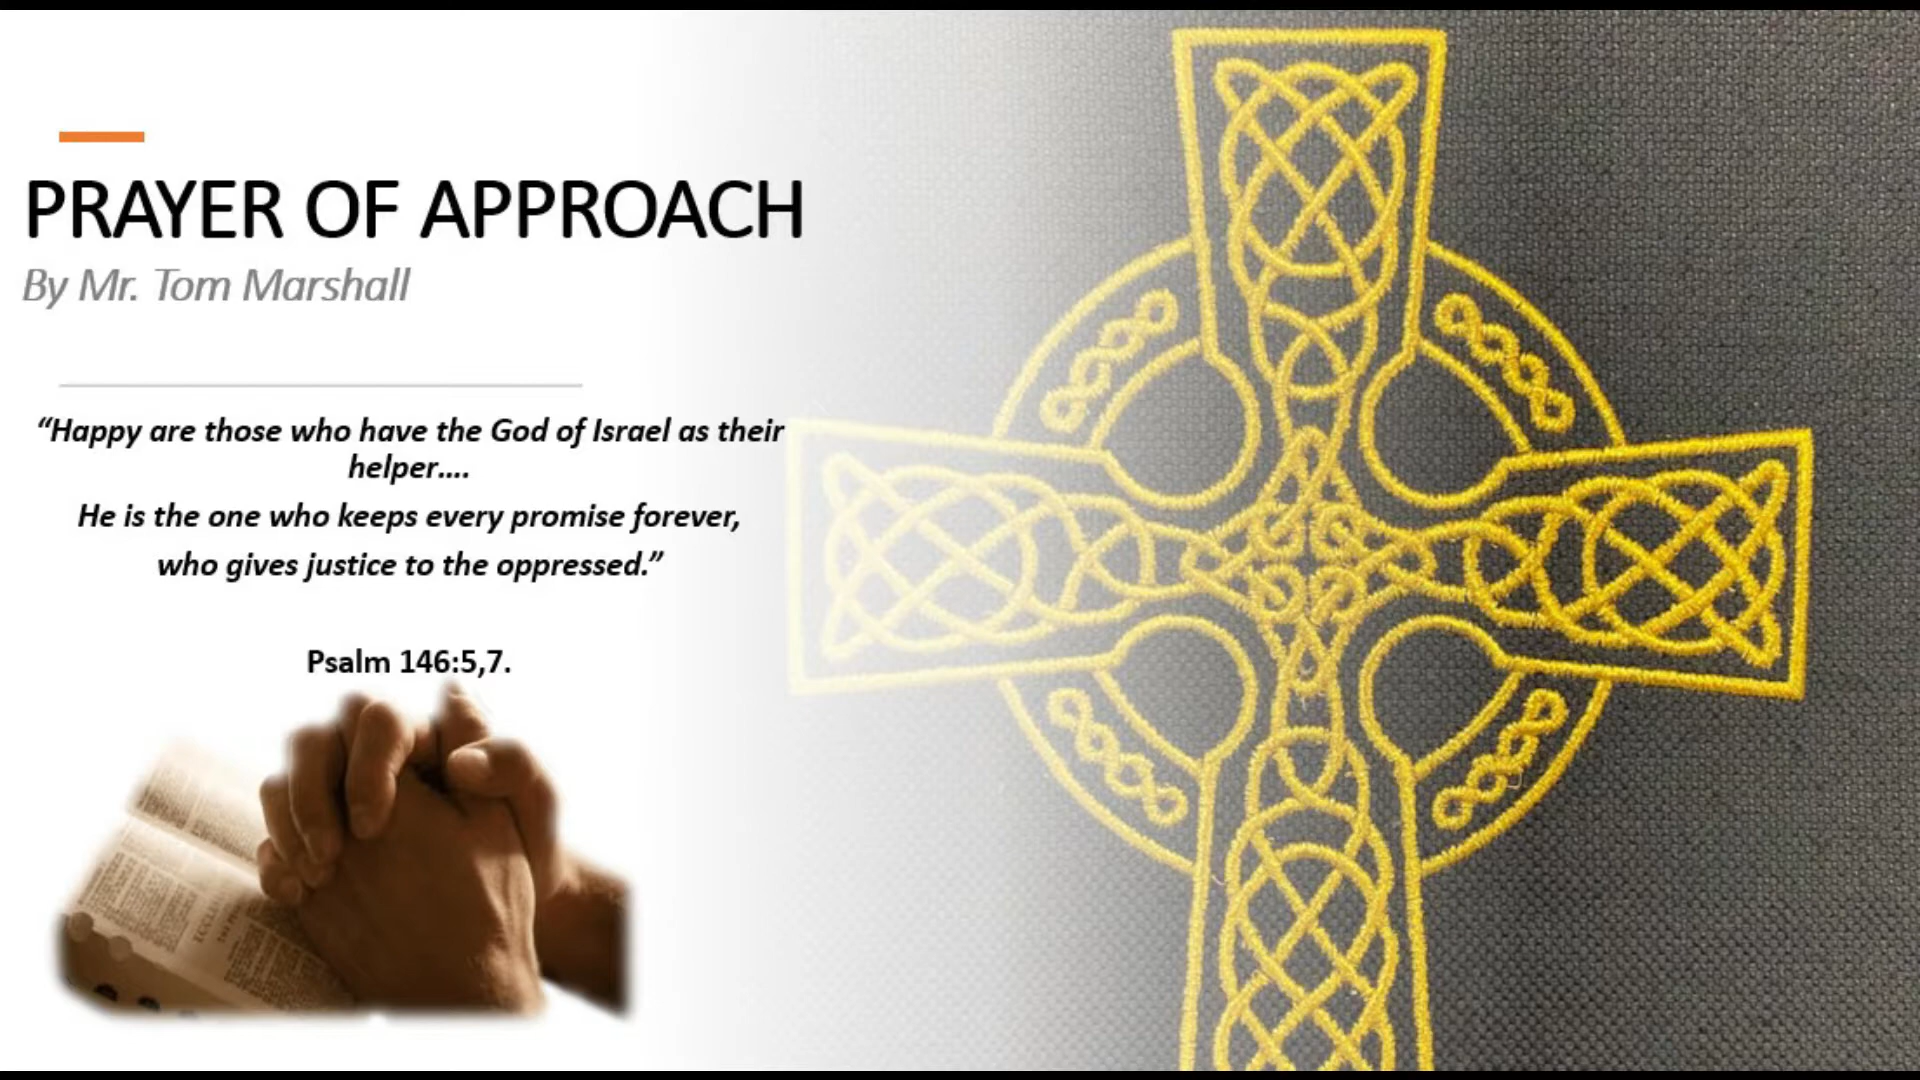 PRAYER OF APPROACH
By Mr. Tom Marshall
“Happy are those who have the God of Israel as their
helper....
He is the one who keeps every promise forever,
who gives justice to the oppressed.”
Psalm 146:5,7.